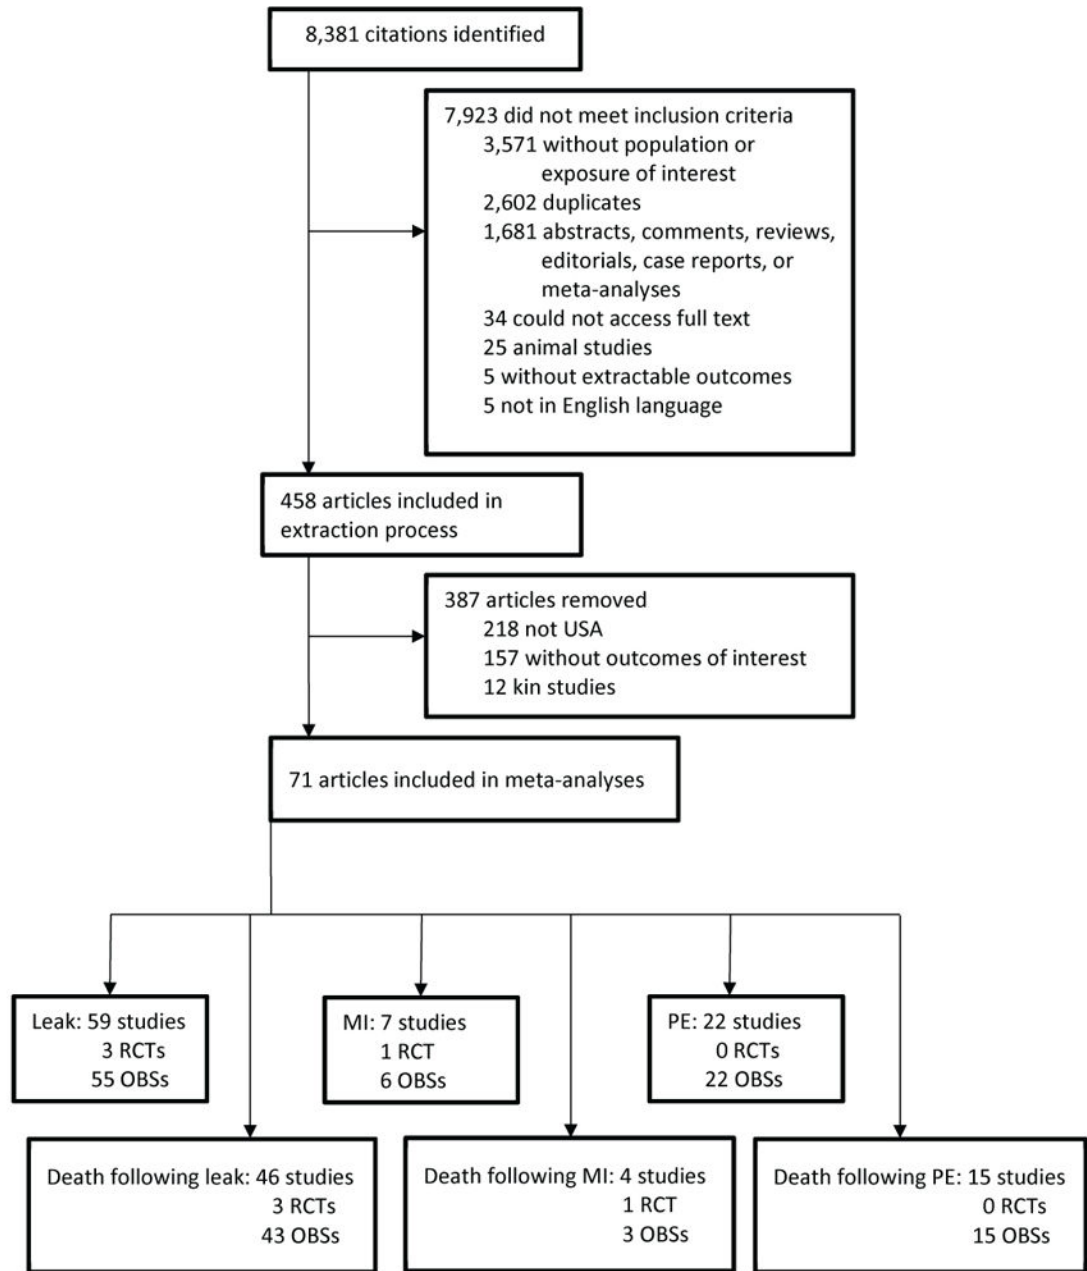 8,381 citations identified
7,923 did not meet inclusion criteria
3,571 without population or
exposure of interest
2,602 duplicates
1,681 abstracts, comments, reviews,
editorials, case reports, or
meta-analyses
34 could not access full text
25 animal studies
5 without extractable outcomes
5 not in English language
458 articles included in
extraction process
387 articles removed
218 not USA
157 without outcomes of interest
12 kin studies
71 articles included in meta-analyses
Leak: 59 studies
3 RCTs
55 OBSs
MI: 7 studies
1 RCT
6 OBSs
PE: 22 studies
0 RCTs
22 OBSs
Death following leak: 46 studies
3 RCTs
43 OBSs
Death following MI: 4 studies
1 RCT
3 OBSs
Death following PE: 15 studies
0 RCTs
15 OBSs